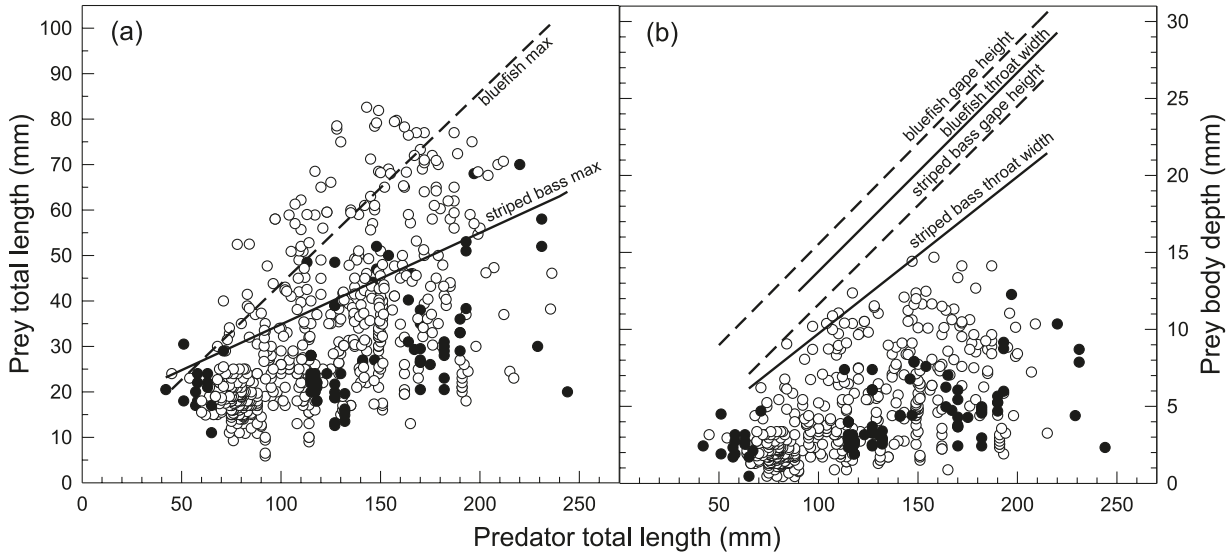 (a)
(b)
100
90
80
70
60
50
40
30
20
10
0
Prey total length (mm)
bluefish max
striped bass max
0
50
100
150
200
250
bluefish gape height
bluefish throat width
striped bass gape height
striped bass throat width
50
100
150
200
250
30
25
20
15
10
5
0
Prey body depth (mm)
Predator total length (mm)